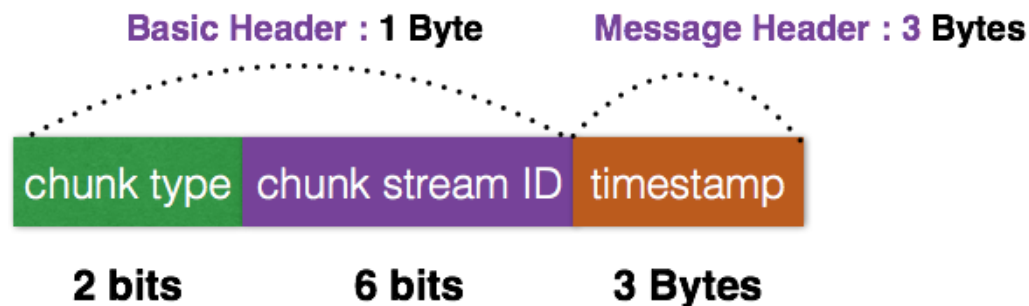 Basic Header : 1 Byte Message Header : 3 Bytes
chunk type chunk stream ID timestamp
2 bits 6 bits 3 Bytes